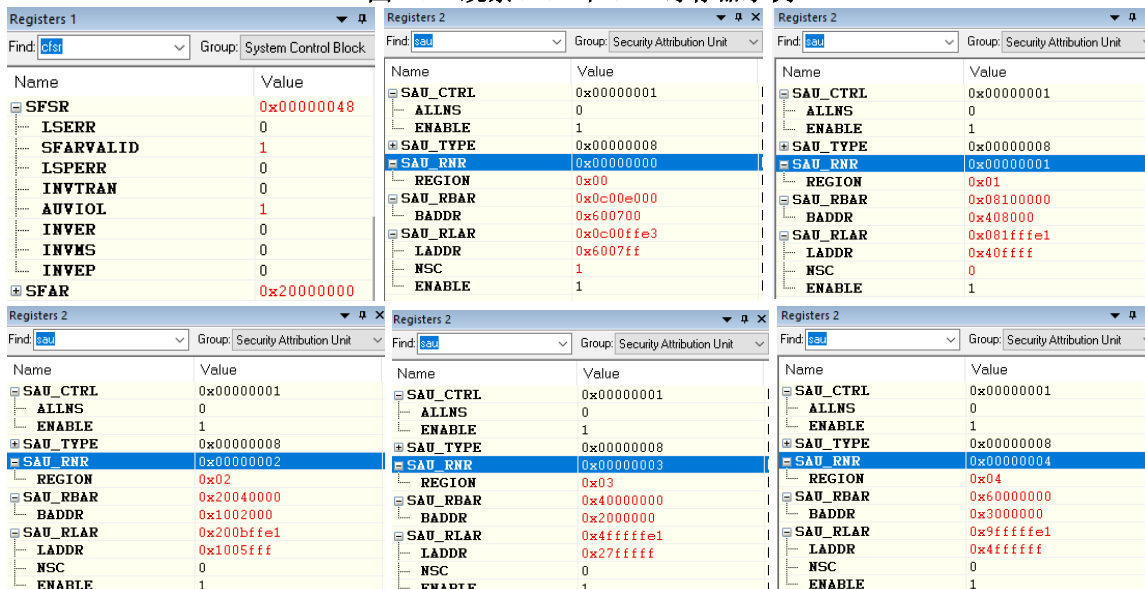 Registers 1
Find: cfsr Group: System Control Block
Name Value
SFSR 0x00000048
LSERR 0
SFARVALID 1
LSPERR 0
INVTRAN 0
AUVIOL 1
INVER 0
INVMS 0
INVEP 0
SFAR 0x20000000
Registers 2
Find: sau Group: Security Attribution Unit
Name Value
SAU_CTRL 0x00000001
ALLNS 0
ENABLE 1
SAU_TYPE 0x00000008
SAU_RNR 0x00000000
REGION 0x00
SAU_RBAR 0x0c00e000
BADDR 0x600700
SAU_RLAR 0x0c00ffe3
LADDR 0x6007ff
NSC 1
ENABLE 1
Registers 2
Find: sau Group: Security Attribution Unit
Name Value
SAU_CTRL 0x00000001
ALLNS 0
ENABLE 1
SAU_TYPE 0x00000008
SAU_RNR 0x00000001
REGION 0x01
SAU_RBAR 0x08100000
BADDR 0x408000
SAU_RLAR 0x081fffe1
LADDR 0x40ffff
NSC 0
ENABLE 1
Registers 2
Find: sau Group: Security Attribution Unit
Name Value
SAU_CTRL 0x00000001
ALLNS 0
ENABLE 1
SAU_TYPE 0x00000008
SAU_RNR 0x00000002
REGION 0x02
SAU_RBAR 0x20040000
BADDR 0x1002000
SAU_RLAR 0x200bffe1
LADDR 0x1005fff
NSC 0
ENABLE 1
Registers 2
Find: sau Group: Security Attribution Unit
Name Value
SAU_CTRL 0x00000001
ALLNS 0
ENABLE 1
SAU_TYPE 0x00000008
SAU_RNR 0x00000003
REGION 0x03
SAU_RBAR 0x40000000
BADDR 0x2000000
SAU_RLAR 0x4fffffe1
LADDR 0x27fffff
NSC 0
ENABLE 1
Registers 2
Find: sau Group: Security Attribution Unit
Name Value
SAU_CTRL 0x00000001
ALLNS 0
ENABLE 1
SAU_TYPE 0x00000008
SAU_RNR 0x00000004
REGION 0x04
SAU_RBAR 0x60000000
BADDR 0x3000000
SAU_RLAR 0x9fffffe1
LADDR 0x4ffffff
NSC 0
ENABLE 1